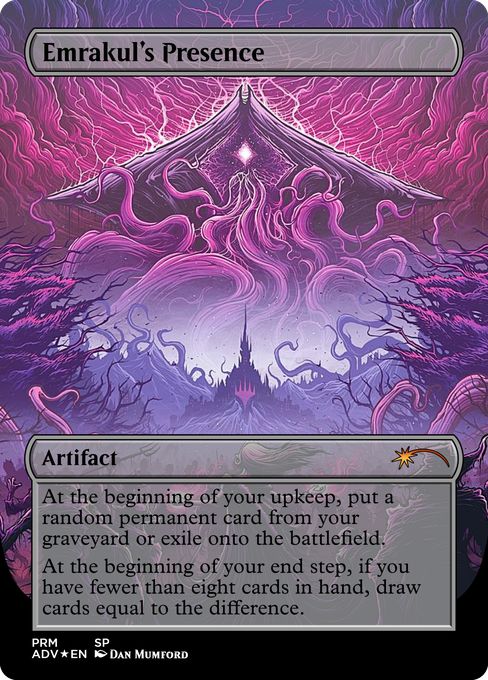 Emrakul's Presence
Artifact
At the beginning of your upkeep, put a
random permanent card from your
graveyard or exile onto the battlefield.
At the beginning of your end step, if you
have fewer than eight cards in hand, draw
cards equal to the difference.
PRM SP
ADV★EN Dan Mumford